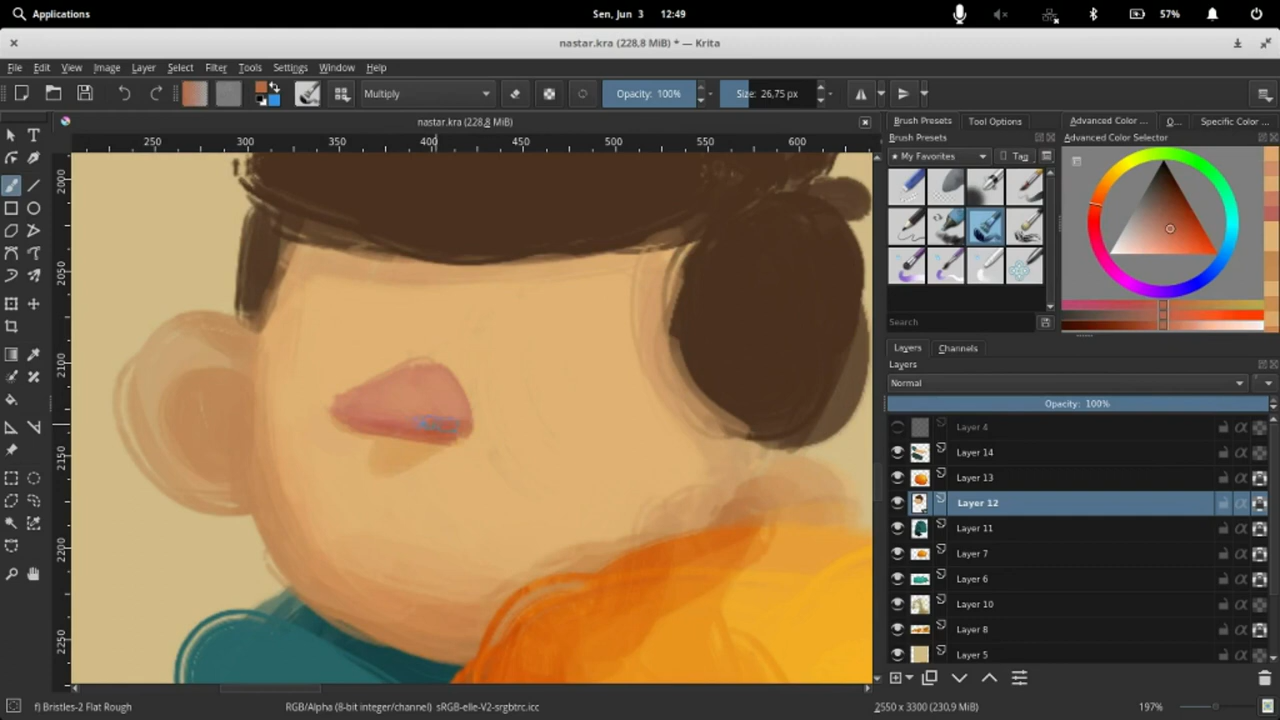 Applications
Sen, Jun 3 12:49
57%
nastar.kra (228,8 MiB) * — Krita
File Edit View Image Layer Select Filter Tools Settings Window Help
Multiply
Opacity: 100%
Size: 26,75 px
nastar.kra (228,8 MiB)
250 300 350 400 450 500 550 600
2000
2050
2100
2150
2200
2250
Brush Presets Tool Options
Brush Presets
My Favorites
Tag
Search
Advanced Color ... Q... Specific Color ...
Advanced Color Selector
Layers Channels
Layers
Normal
Opacity: 100%
Layer 4
Layer 14
Layer 13
Layer 12
Layer 11
Layer 7
Layer 6
Layer 10
Layer 8
Layer 5
f) Bristles-2 Flat Rough
RGB/Alpha (8-bit integer/channel) sRGB-elle-V2-srgbtrc.icc
2550 x 3300 (230,9 MiB)
197%